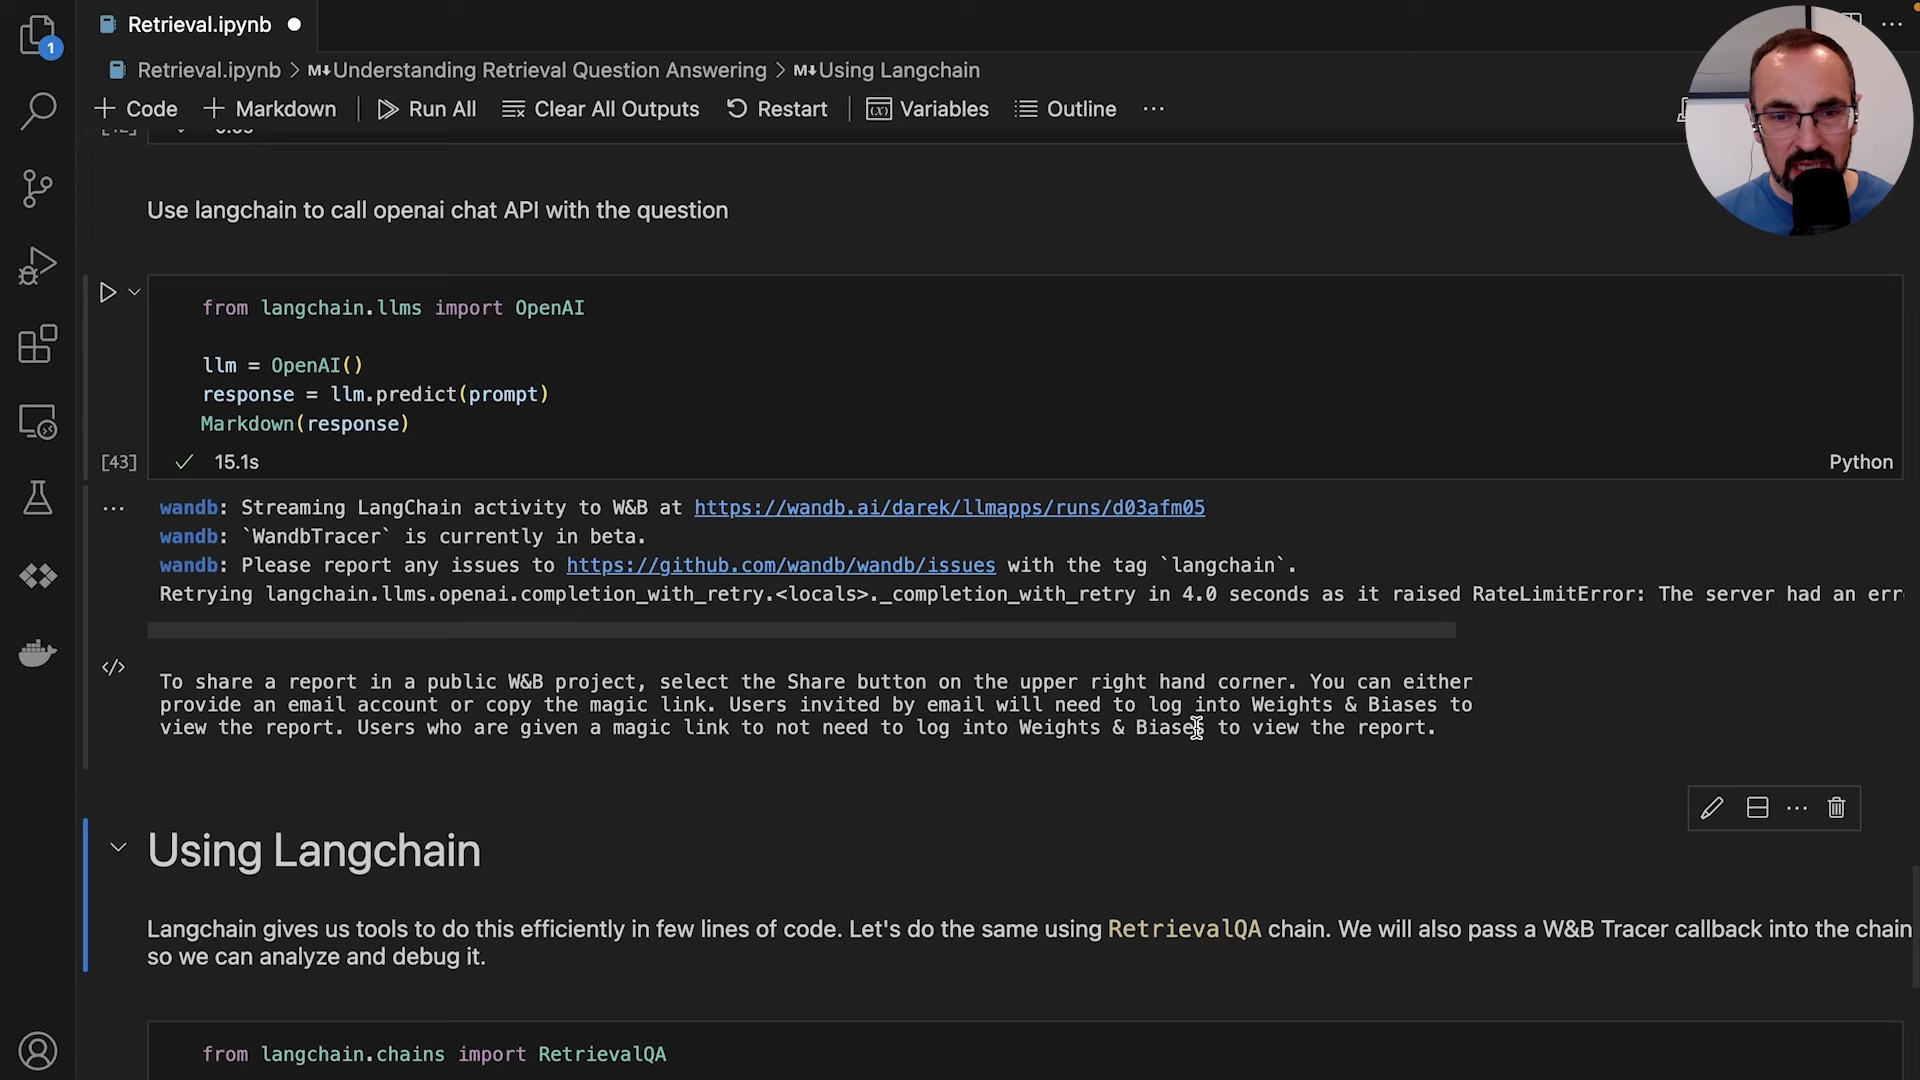 Retrieval.ipynb
1
Retrieval.ipynb > M↓Understanding Retrieval Question Answering > M↓Using Langchain
+ Code + Markdown Run All Clear All Outputs Restart Variables Outline ...
Use langchain to call openai chat API with the question
from langchain.llms import OpenAI
llm = OpenAI()
response = llm.predict(prompt)
Markdown(response)
[43] 15.1s Python
wandb: Streaming LangChain activity to W&B at https://wandb.ai/darek/llmapps/runs/d03afm05
wandb: `WandbTracer` is currently in beta.
wandb: Please report any issues to https://github.com/wandb/wandb/issues with the tag `langchain`.
Retrying langchain.llms.openai.completion_with_retry.<locals>._completion_with_retry in 4.0 seconds as it raised RateLimitError: The server had an err
To share a report in a public W&B project, select the Share button on the upper right hand corner. You can either
provide an email account or copy the magic link. Users invited by email will need to log into Weights & Biases to
view the report. Users who are given a magic link to not need to log into Weights & Biases to view the report.
Using Langchain
Langchain gives us tools to do this efficiently in few lines of code. Let's do the same using RetrievalQA chain. We will also pass a W&B Tracer callback into the chain
so we can analyze and debug it.
from langchain.chains import RetrievalQA